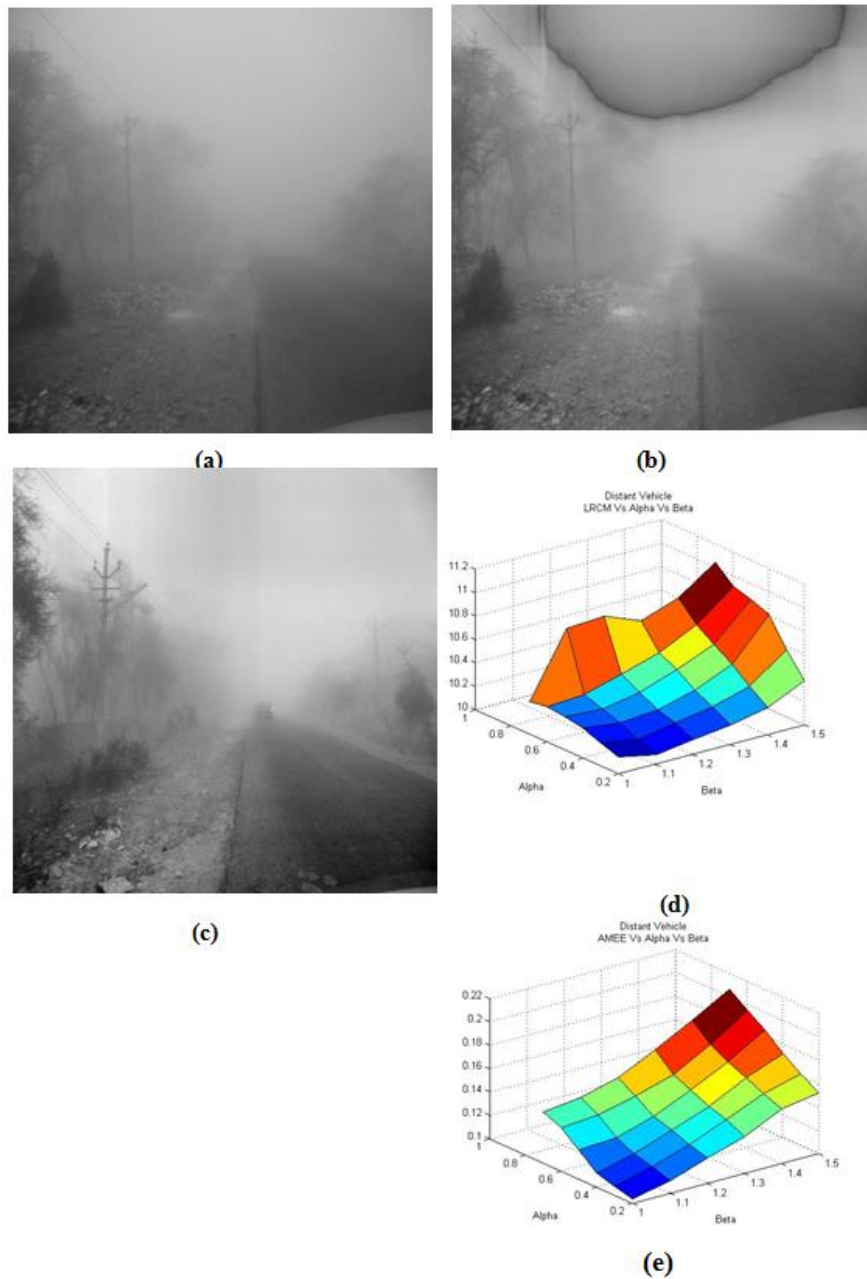 (a)
(b)
(c)
Distant Vehicle
LRCM Vs Alpha Vs Beta
11.2
11
10.8
10.6
10.4
10.2
10
1
0.8
0.6
0.4
0.2
1
1.1
1.2
1.3
1.4
1.5
Alpha
Beta
(d)
Distant Vehicle
AMEE Vs Alpha Vs Beta
0.22
0.2
0.18
0.16
0.14
0.12
0.1
1
0.8
0.6
0.4
0.2
1
1.1
1.2
1.3
1.4
1.5
Alpha
Beta
(e)